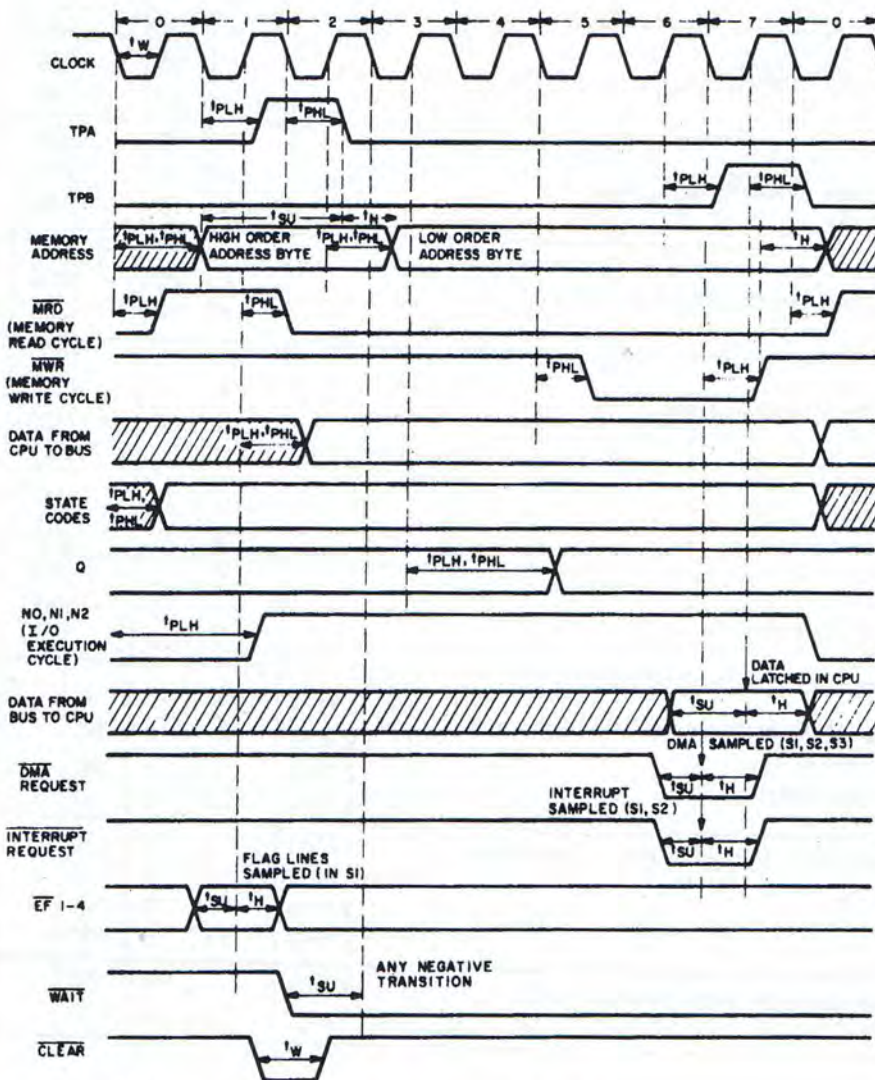 0 1 2 3 4 5 6 7 0
CLOCK
tW
TPA
tPLH tPHL
TPB
tPLH tPHL
tSU tH
MEMORY
ADDRESS
tPLH, tPHL
HIGH ORDER
ADDRESS BYTE
tPLH, tPHL
LOW ORDER
ADDRESS BYTE
tH
MRD
(MEMORY
READ CYCLE)
tPLH tPHL tPLH
MWR
(MEMORY
WRITE CYCLE)
tPHL tPLH
DATA FROM
CPU TO BUS
tPLH, tPHL
STATE
CODES
tPLH,
tPHL
Q
tPLH, tPHL
N0, N1, N2
(I/O
EXECUTION
CYCLE)
tPLH
DATA
LATCHED IN CPU
DATA FROM
BUS TO CPU
tSU tH
DMA SAMPLED (S1, S2, S3)
DMA
REQUEST
tSU tH
INTERRUPT
SAMPLED (S1, S2)
INTERRUPT
REQUEST
tSU tH
FLAG LINES
SAMPLED (IN S1)
EF 1-4
tSU tH
ANY NEGATIVE
TRANSITION
WAIT
tSU
CLEAR
tW